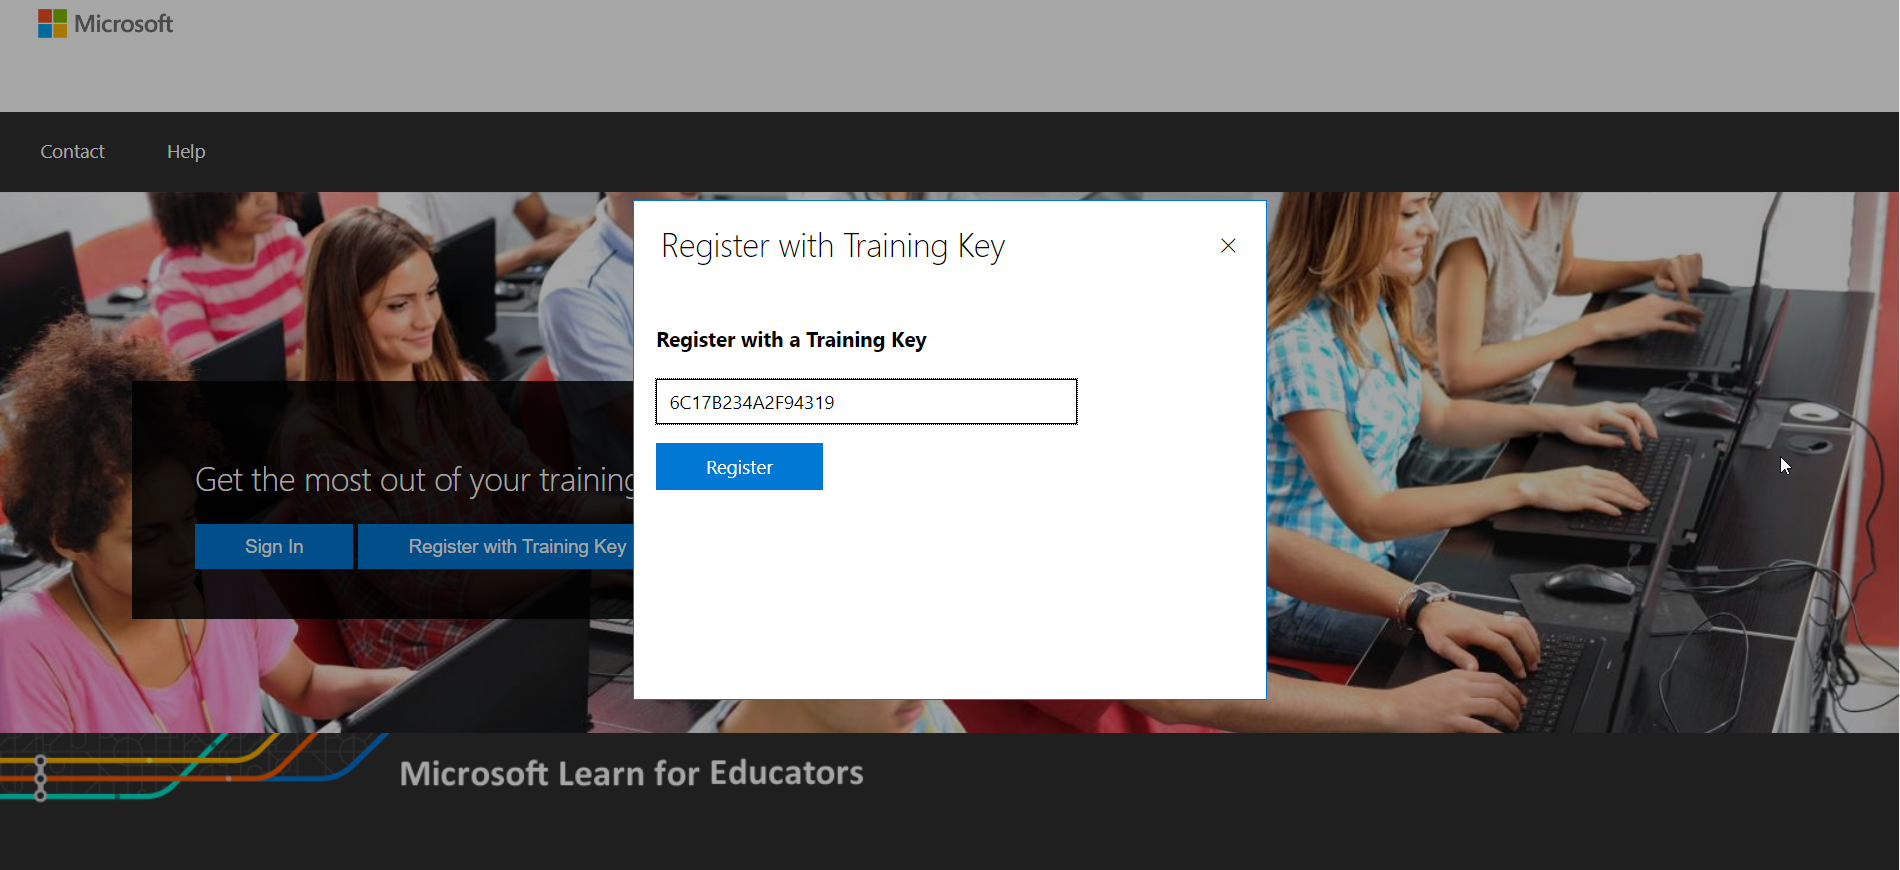 Microsoft
Contact
Help
Register with Training Key
Register with a Training Key
6C17B234A2F94319
Register
Get the most out of your training
Sign In
Register with Training Key
Microsoft Learn for Educators